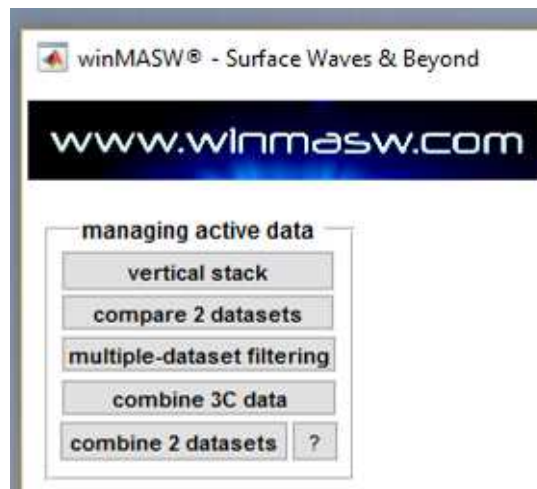 winMASW® - Surface Waves & Beyond
www.winmasw.com
managing active data
vertical stack
compare 2 datasets
multiple-dataset filtering
combine 3C data
combine 2 datasets ?